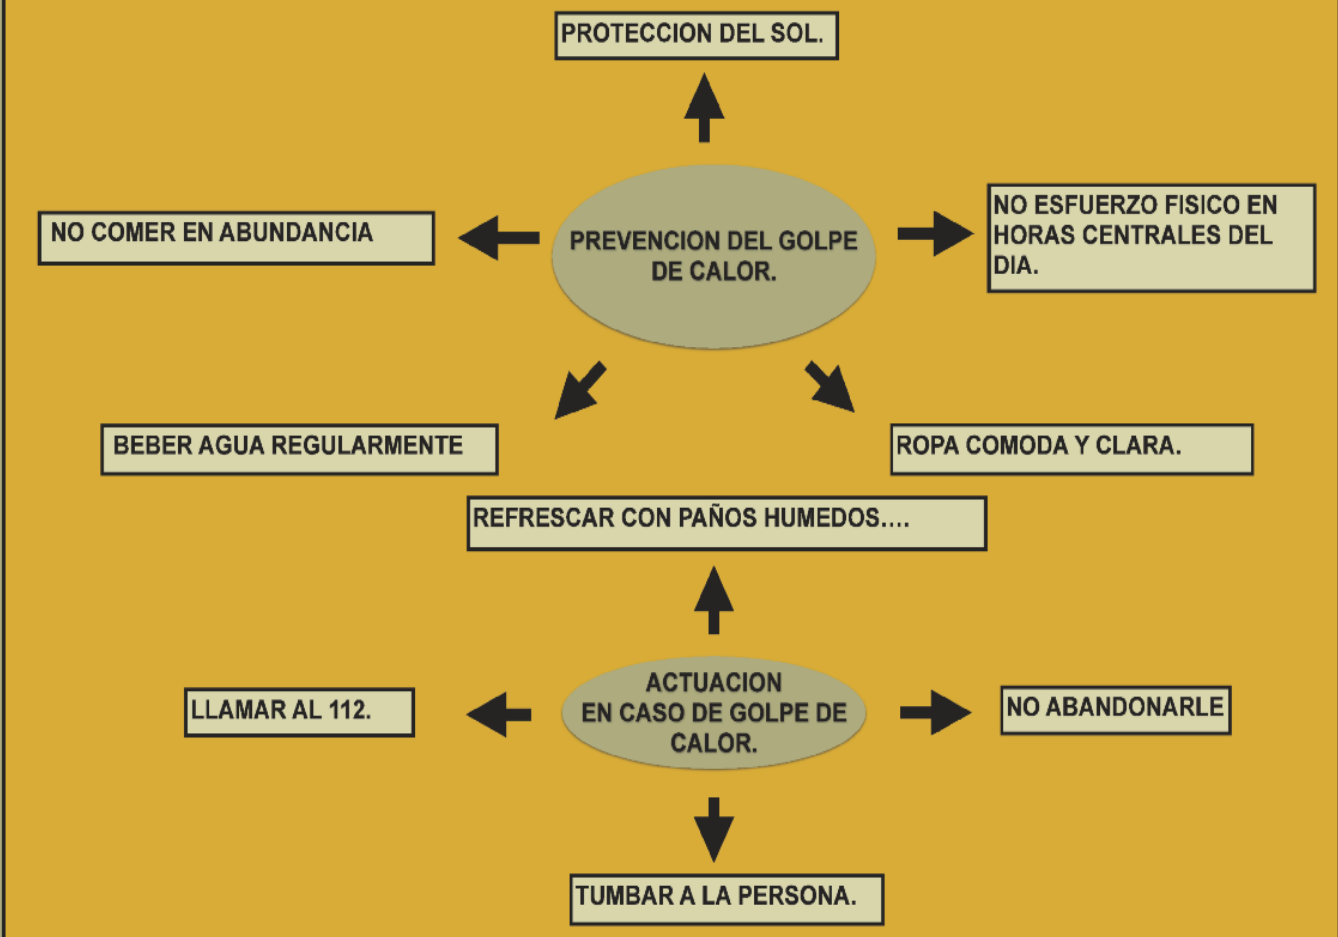 PROTECCION DEL SOL.
NO COMER EN ABUNDANCIA
PREVENCION DEL GOLPE
DE CALOR.
NO ESFUERZO FISICO EN
HORAS CENTRALES DEL
DIA.
BEBER AGUA REGULARMENTE
ROPA COMODA Y CLARA.
REFRESCAR CON PAÑOS HUMEDOS....
LLAMAR AL 112.
ACTUACION
EN CASO DE GOLPE DE
CALOR.
NO ABANDONARLE
TUMBAR A LA PERSONA.